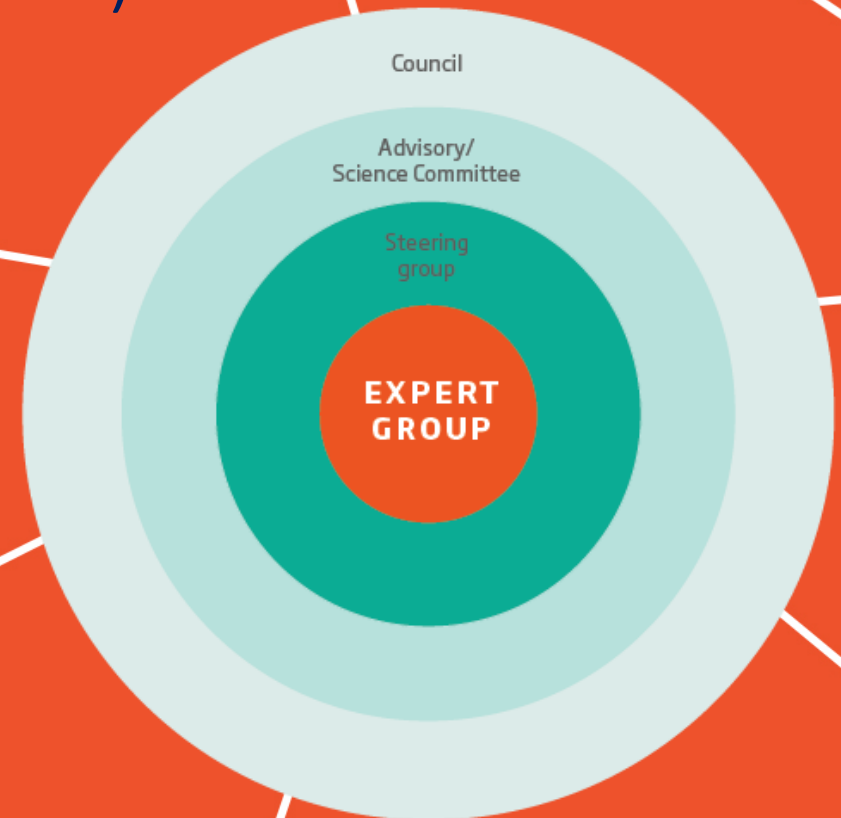 Council
Advisory/
Science Committee
Steering
group
EXPERT
GROUP